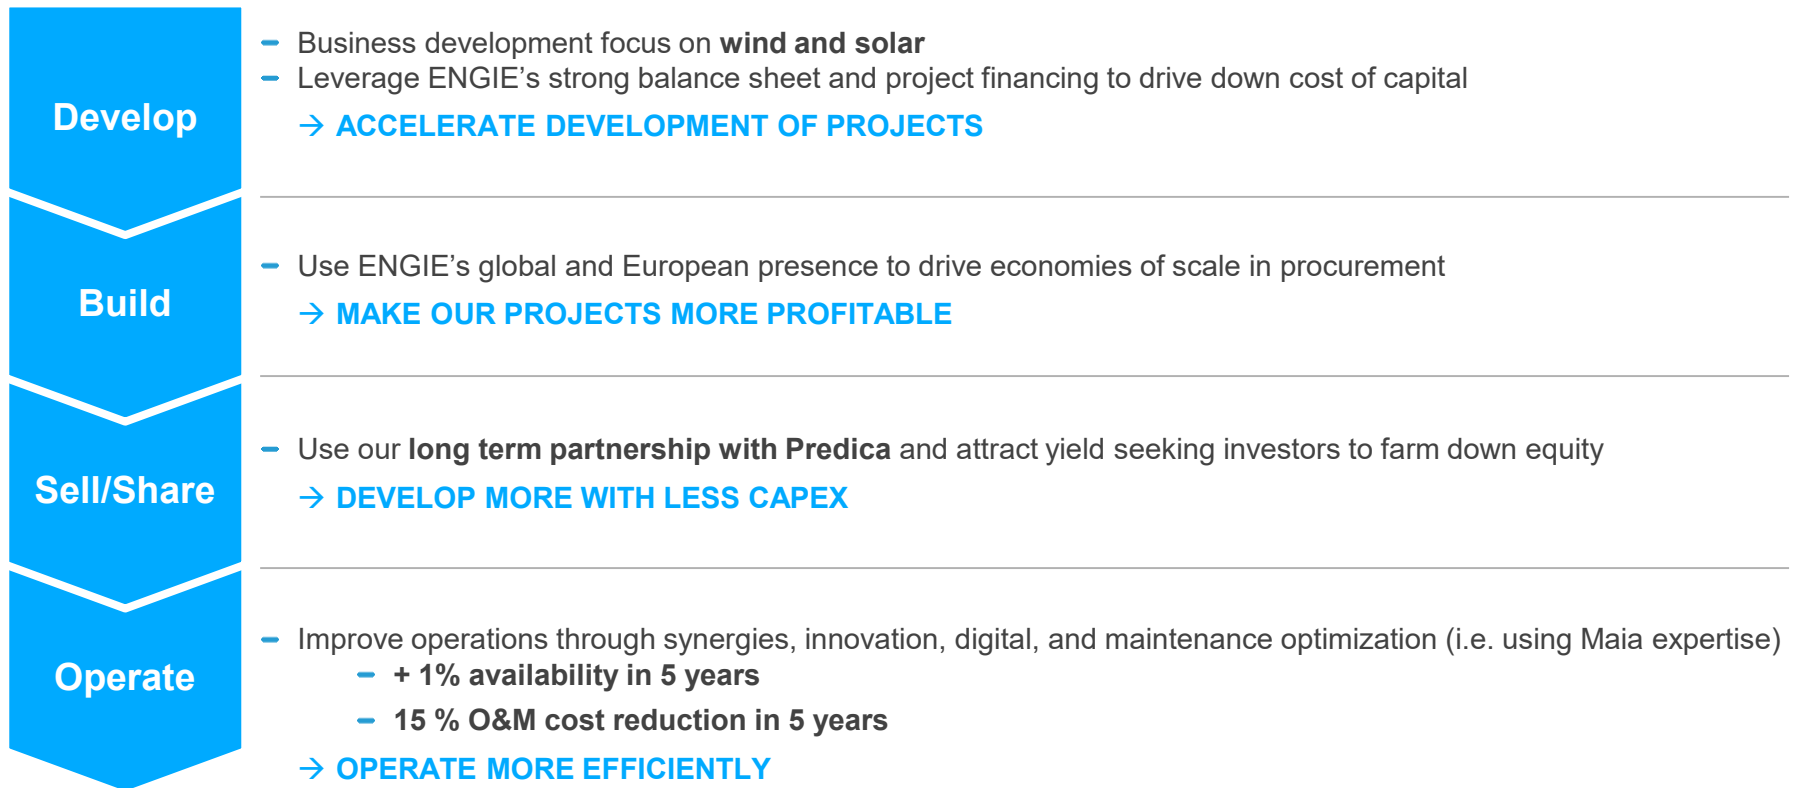 Develop
– Business development focus on wind and solar
– Leverage ENGIE’s strong balance sheet and project financing to drive down cost of capital
→ ACCELERATE DEVELOPMENT OF PROJECTS
Build
– Use ENGIE’s global and European presence to drive economies of scale in procurement
→ MAKE OUR PROJECTS MORE PROFITABLE
Sell/Share
– Use our long term partnership with Predica and attract yield seeking investors to farm down equity
→ DEVELOP MORE WITH LESS CAPEX
Operate
– Improve operations through synergies, innovation, digital, and maintenance optimization (i.e. using Maia expertise)
– + 1% availability in 5 years
– 15 % O&M cost reduction in 5 years
→ OPERATE MORE EFFICIENTLY